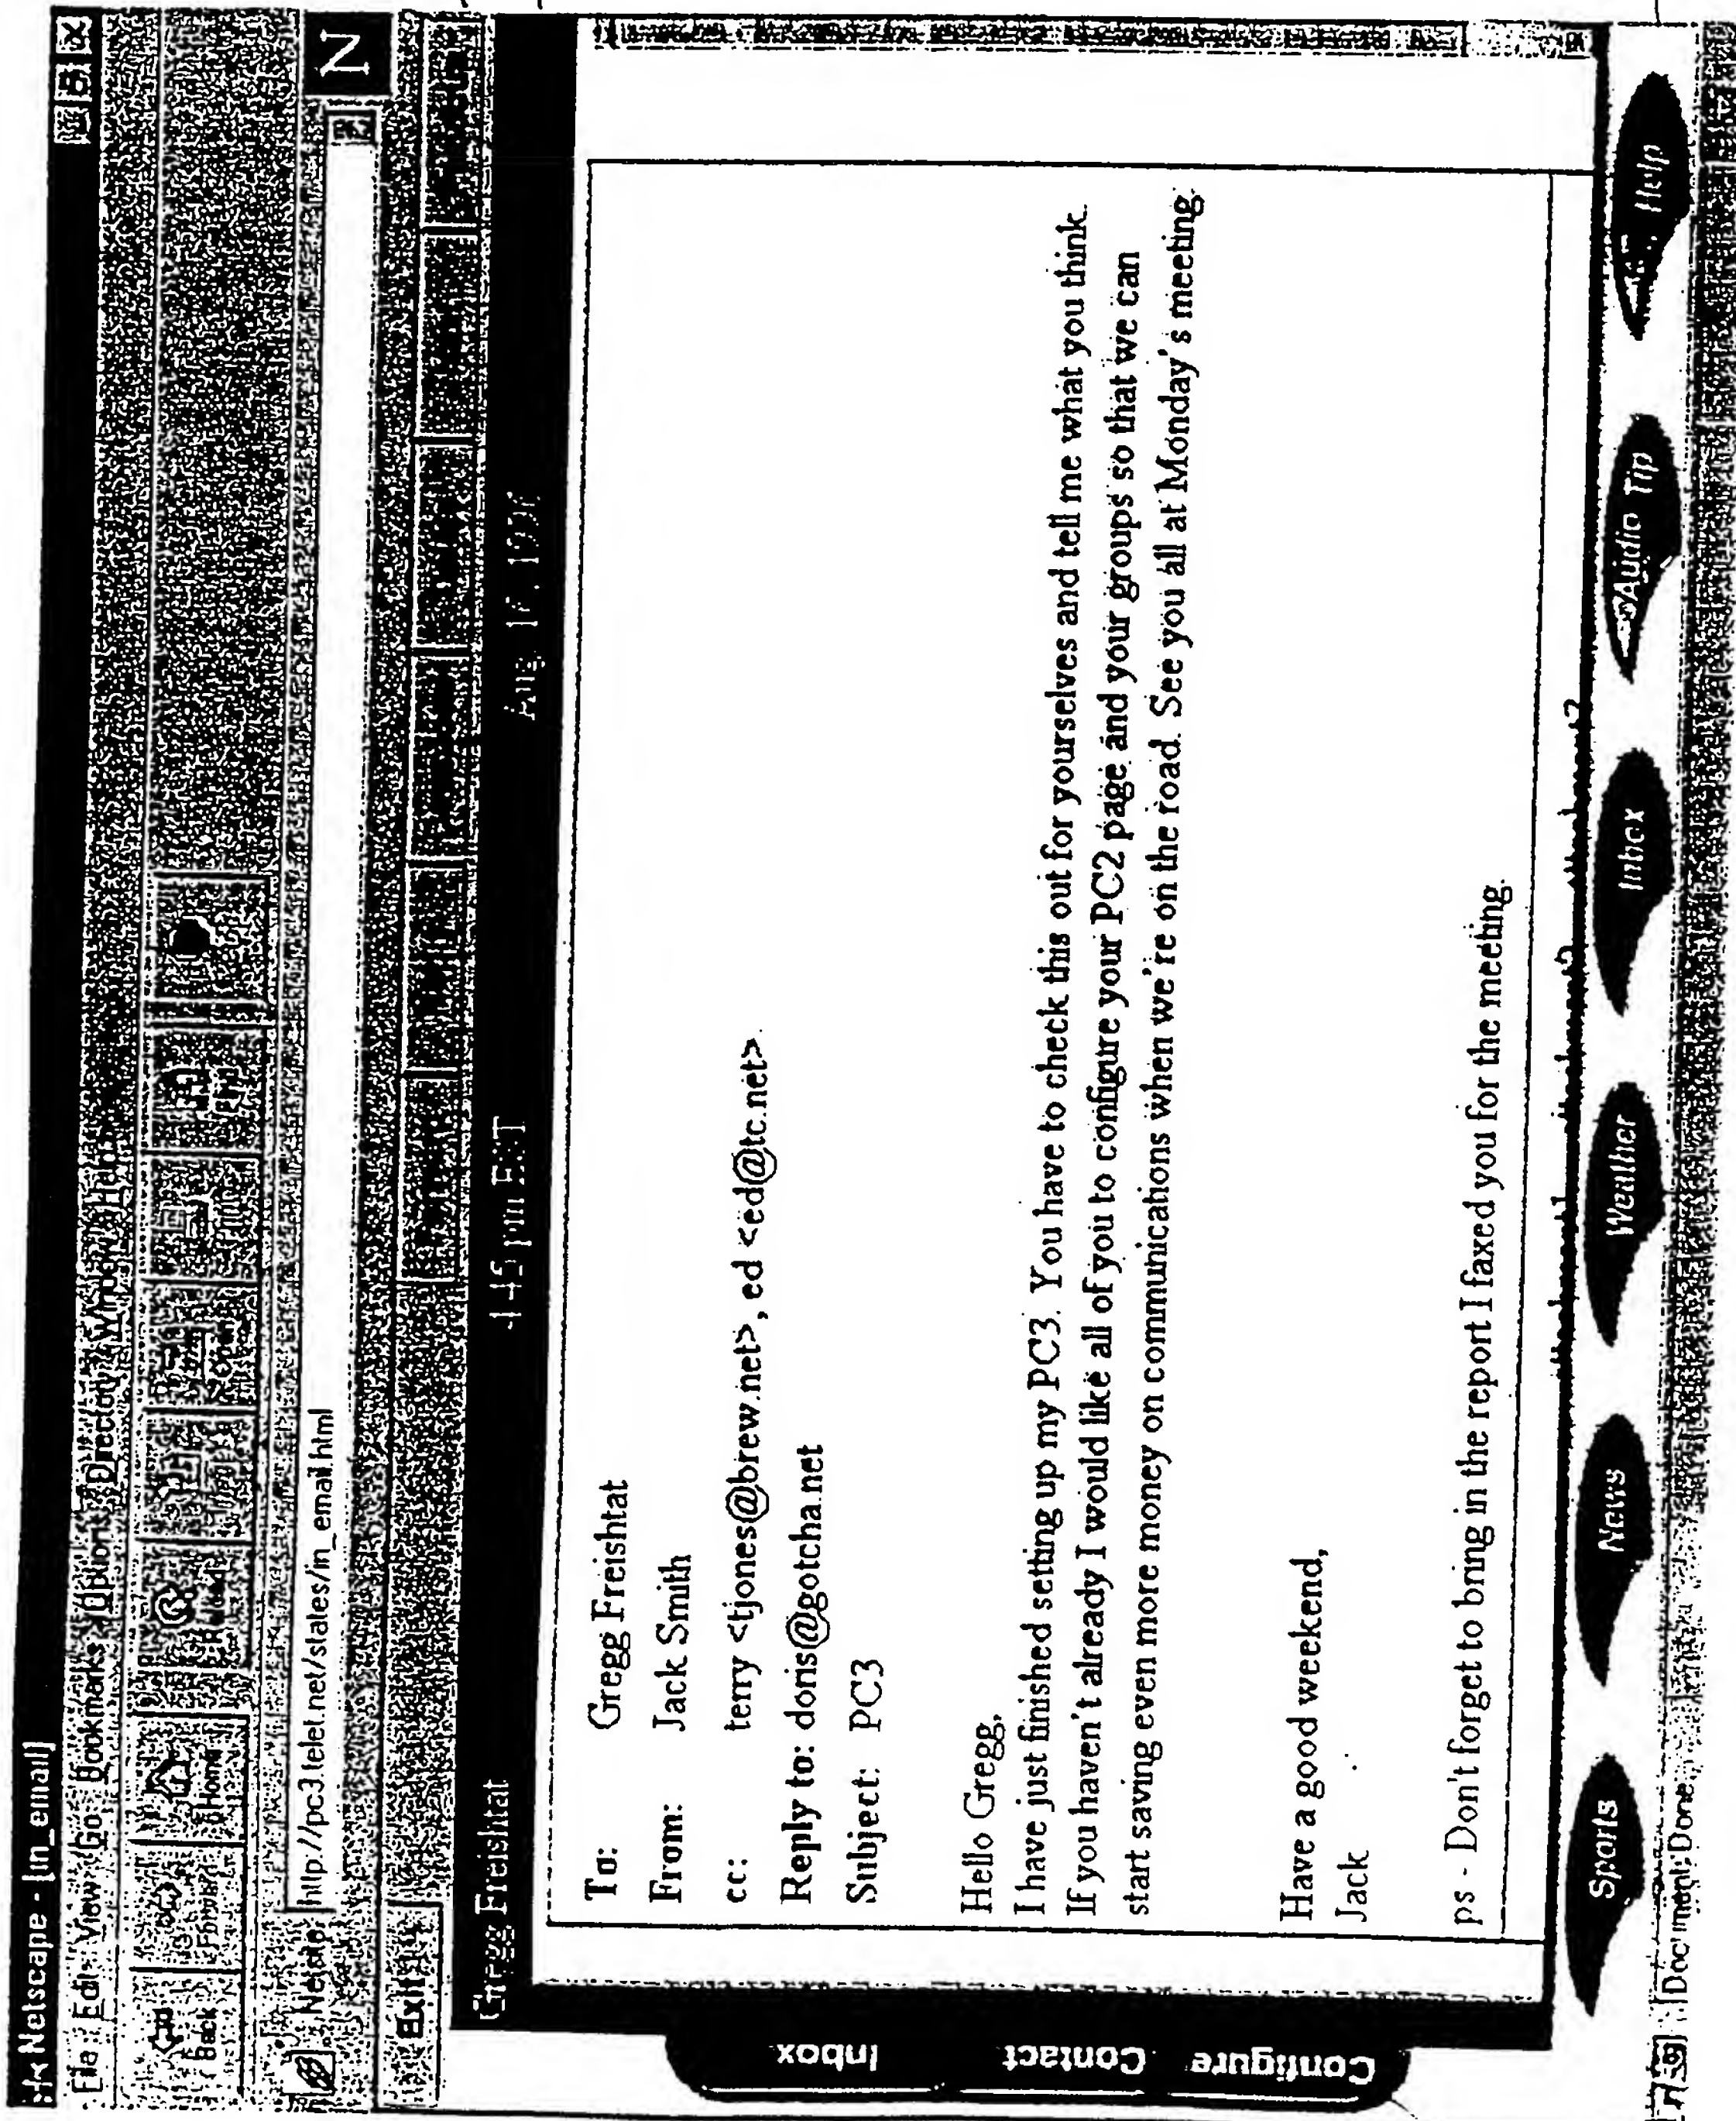 Netscape - [in_email]
File Edit View Go Bookmarks Options Directory Window Help
Back Forward Home Reload Open
Netsite http://pc3.telet.net/states/in_email.html
N
Exit
Gregg Freishtat 4:45 pm EST Aug
To: Gregg Freishtat
From: Jack Smith
cc: terry <tjones@brew.net>, ed <ed@tc.net>
Reply to: doris@gotcha.net
Subject: PC3
Hello Gregg,
I have just finished setting up my PC3. You have to check this out for yourselves and tell me what you think.
If you haven't already I would like all of you to configure your PC2 page and your groups so that we can
start saving even more money on communications when we're on the road. See you all at Monday's meeting.
Have a good weekend,
Jack
ps - Don't forget to bring in the report I faxed you for the meeting.
Inbox
Contact
Configure
Sports News Weather Inbox Audio Tip Help
Document: Done